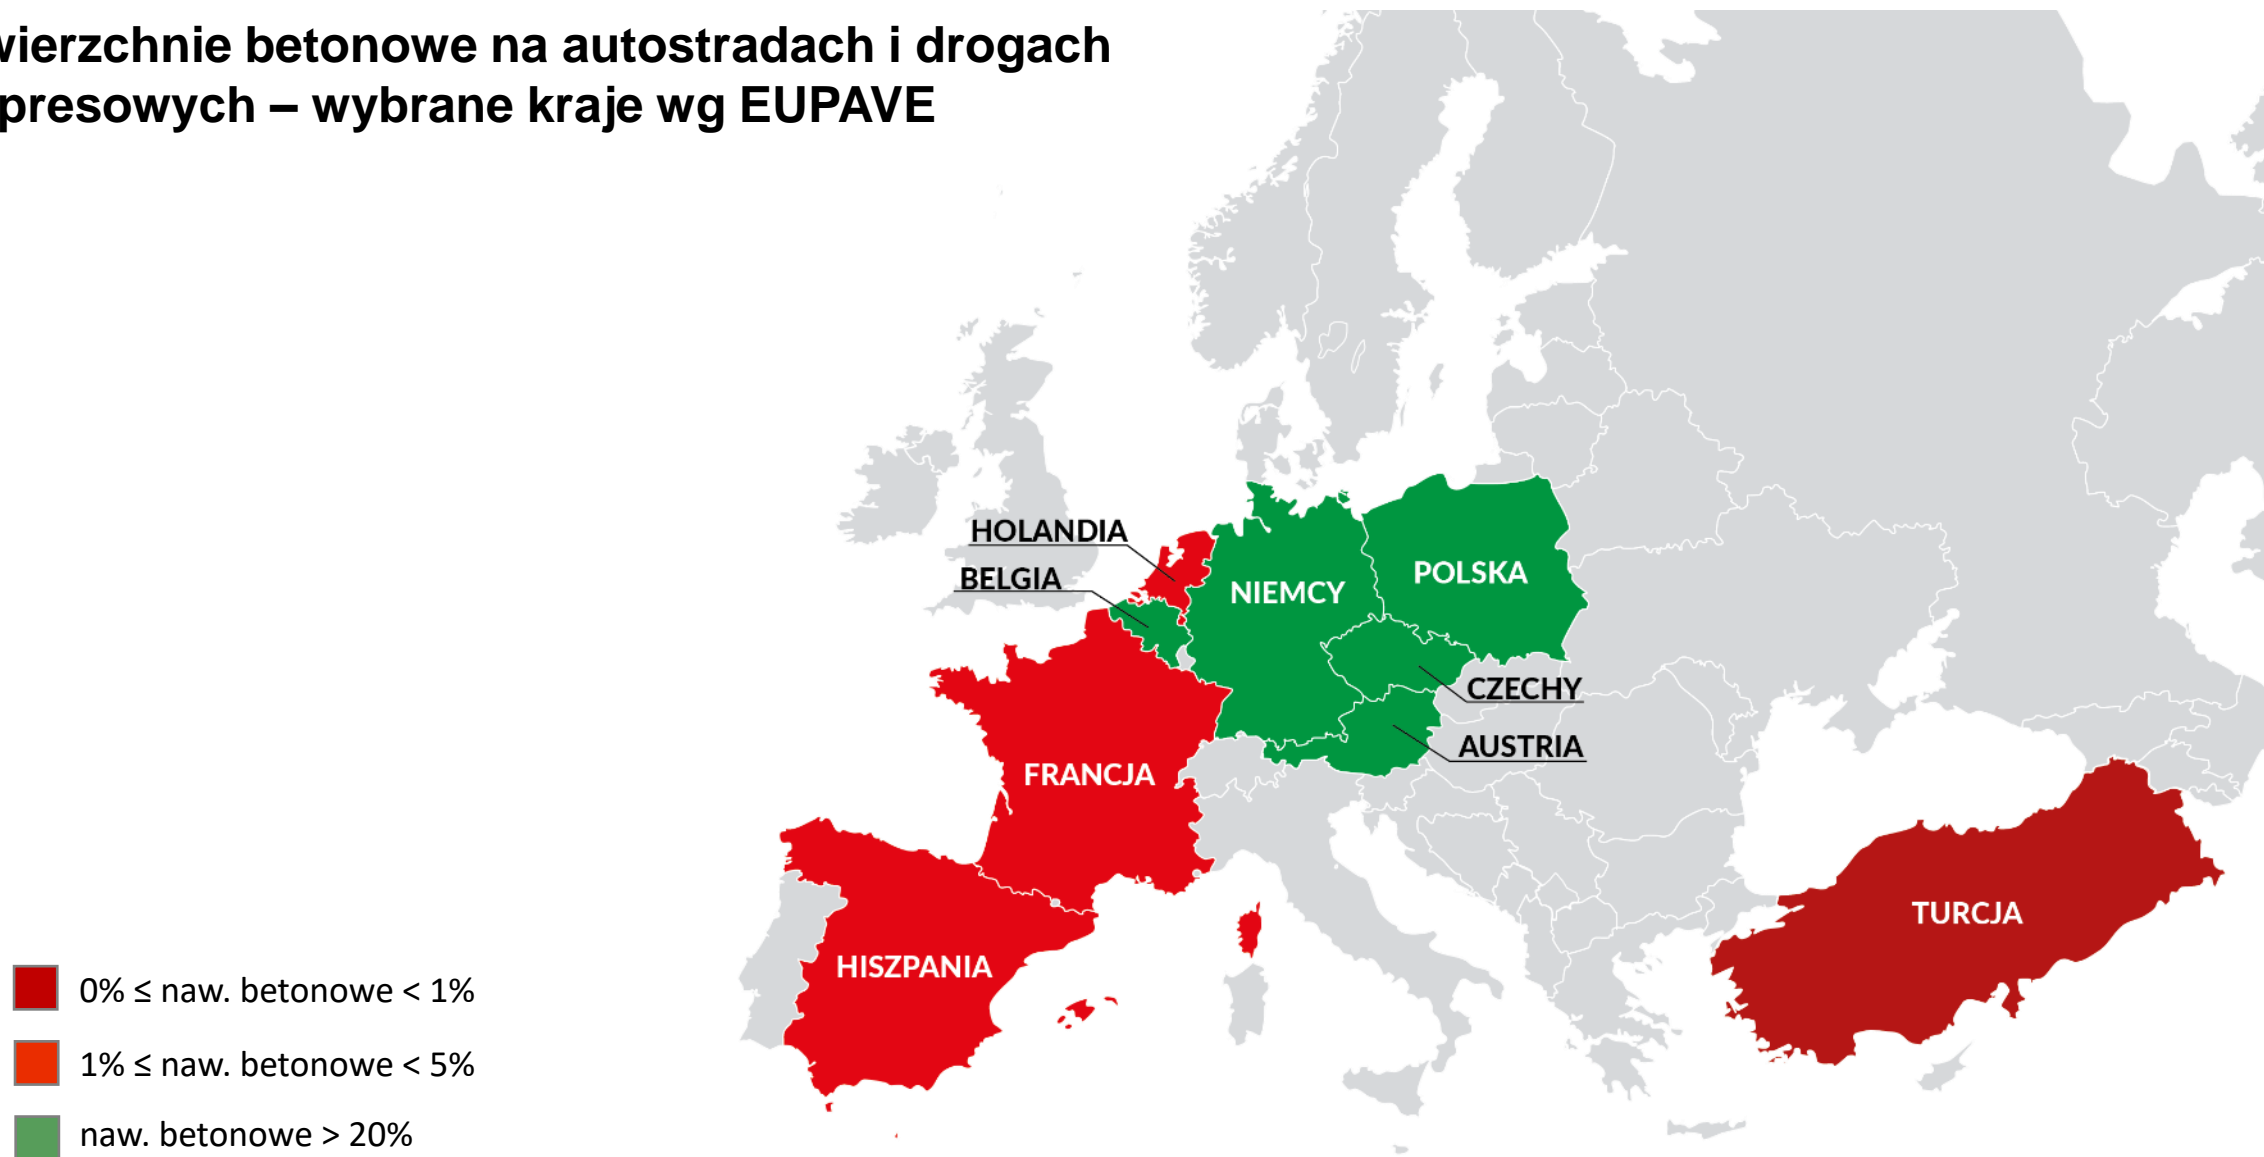 wierzchnie betonowe na autostradach i drogach
presowych – wybrane kraje wg EUPAVE
HOLANDIA
BELGIA
NIEMCY
POLSKA
CZECHY
AUSTRIA
FRANCJA
HISZPANIA
TURCJA
0% ≤ naw. betonowe < 1%
1% ≤ naw. betonowe < 5%
naw. betonowe > 20%